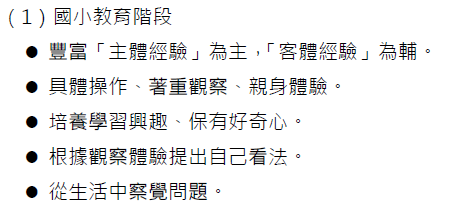 (1)國小教育階段
● 豐富「主體經驗」為主，「客體經驗」為輔。
● 具體操作、著重觀察、親身體驗。
● 培養學習興趣、保有好奇心。
● 根據觀察體驗提出自己看法。
● 從生活中察覺問題。